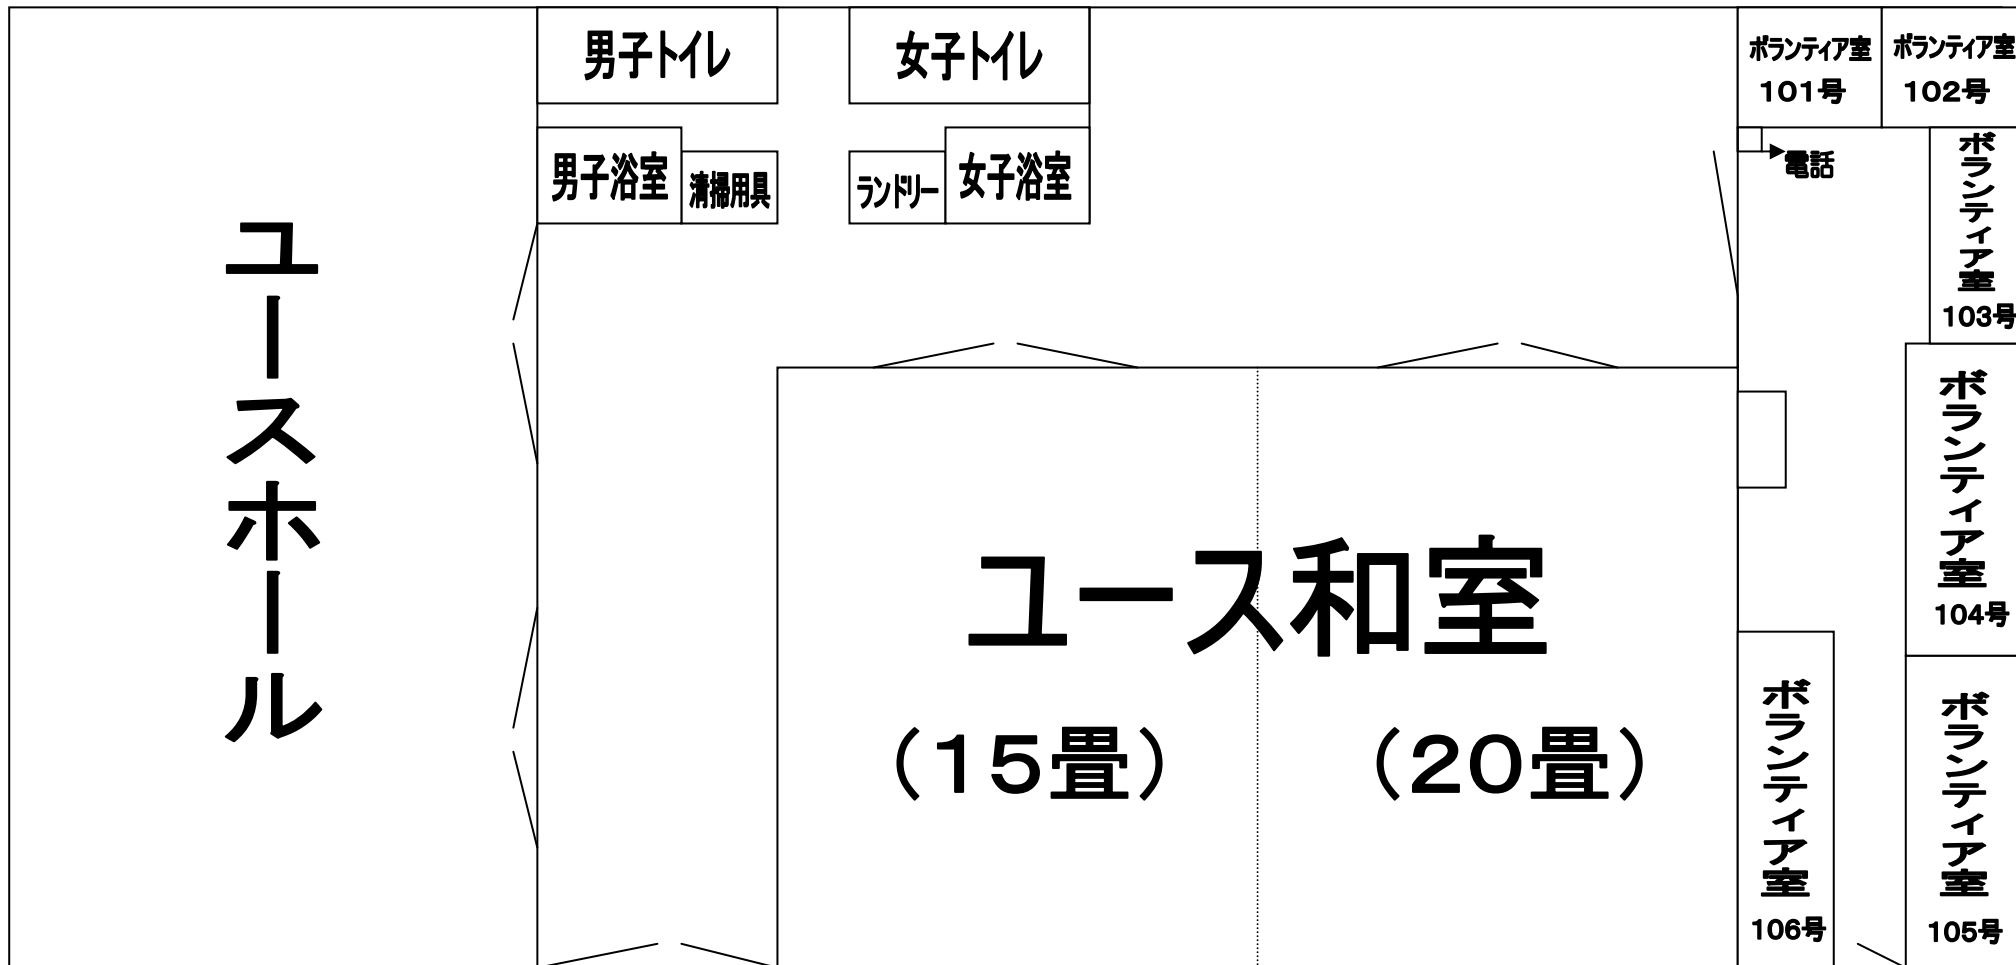 男子トイレ
女子トイレ
ボランティア室
101号
ボランティア室
102号
男子浴室
清掃用具
ランドリー
女子浴室
電話
ボランティア室
103号
ユースホール
ボランティア室
104号
ユース和室
（15畳）
（20畳）
ボランティア室
106号
ボランティア室
105号